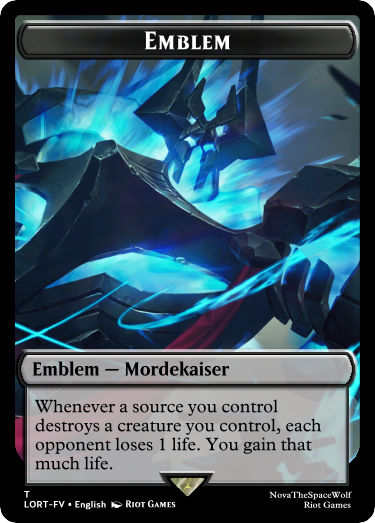 EMBLEM
Emblem — Mordekaiser
Whenever a source you control
destroys a creature you control, each
opponent loses 1 life. You gain that
much life.
T
LORT-FV • English RIOT GAMES
NovaTheSpaceWolf
Riot Games